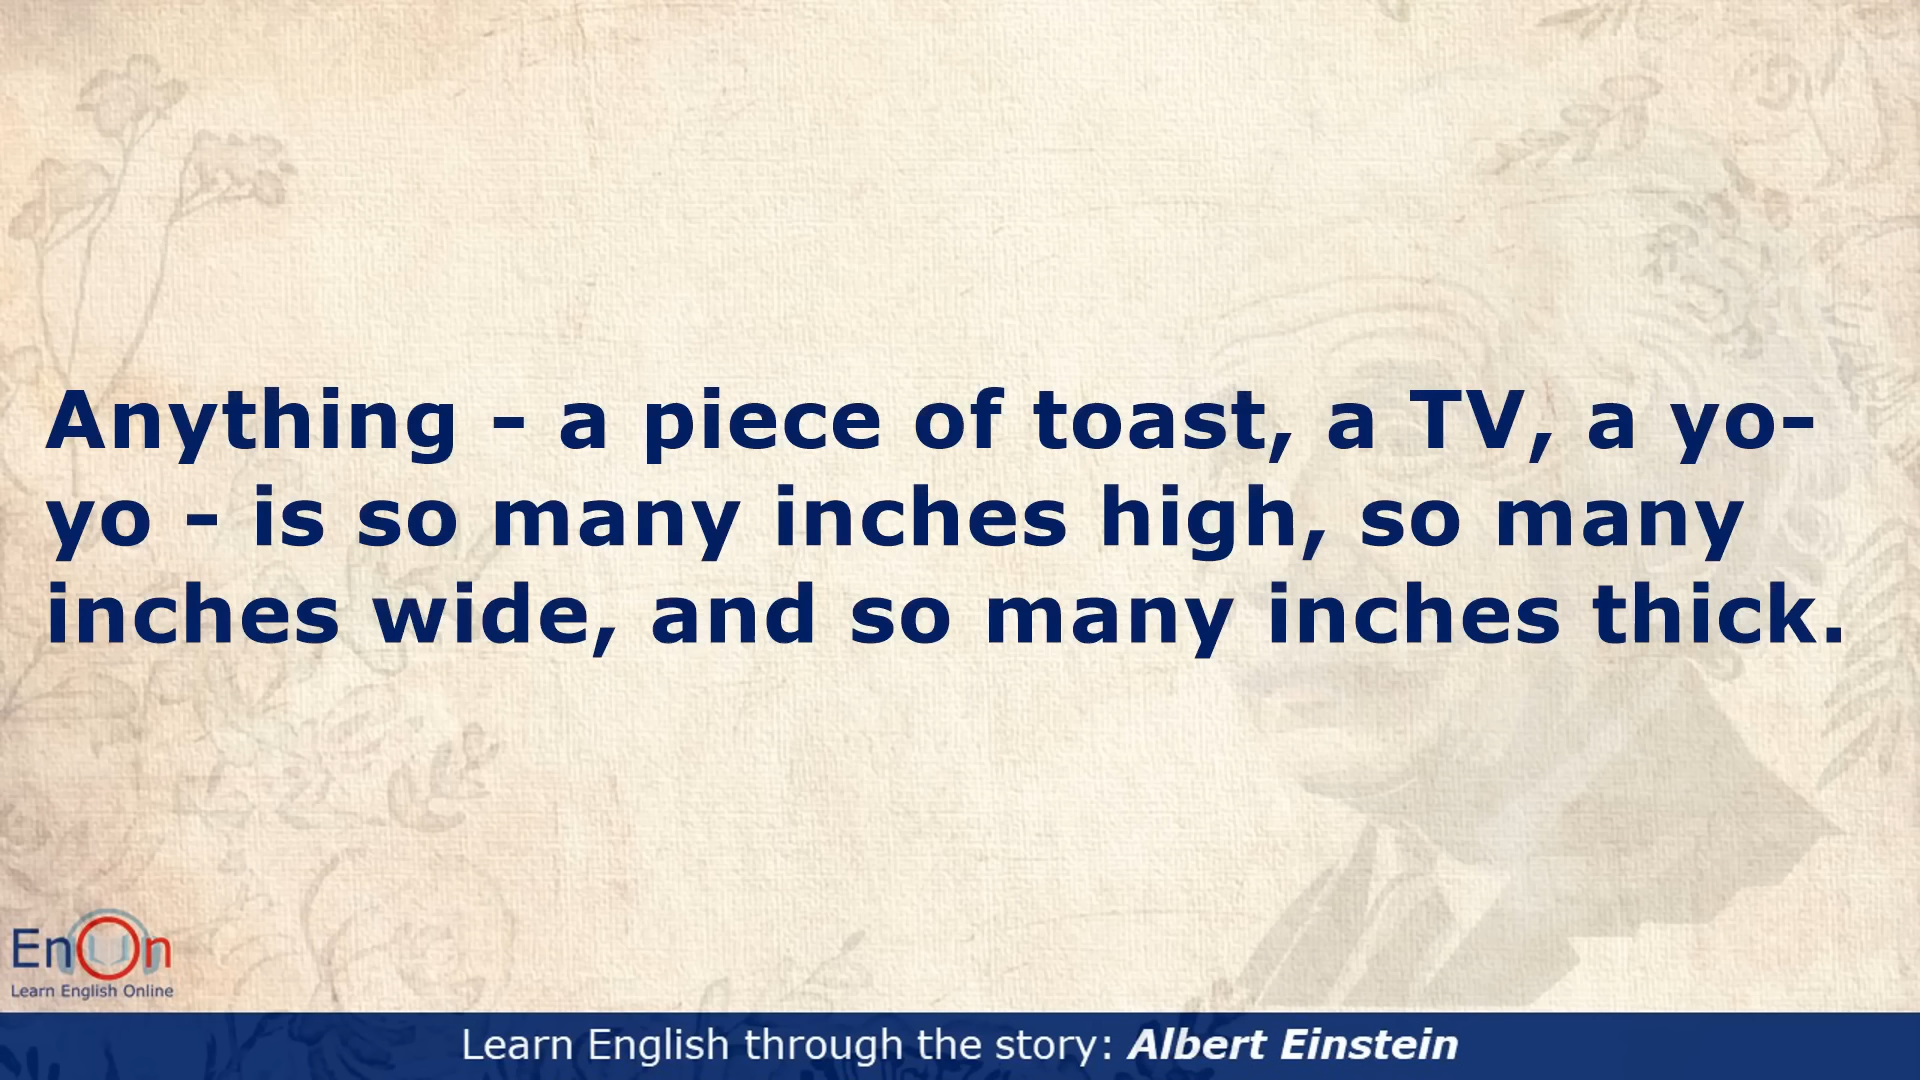 Anything - a piece of toast, a TV, a yo-
yo - is so many inches high, so many
inches wide, and so many inches thick.
EnOn
Learn English Online
Learn English through the story: Albert Einstein